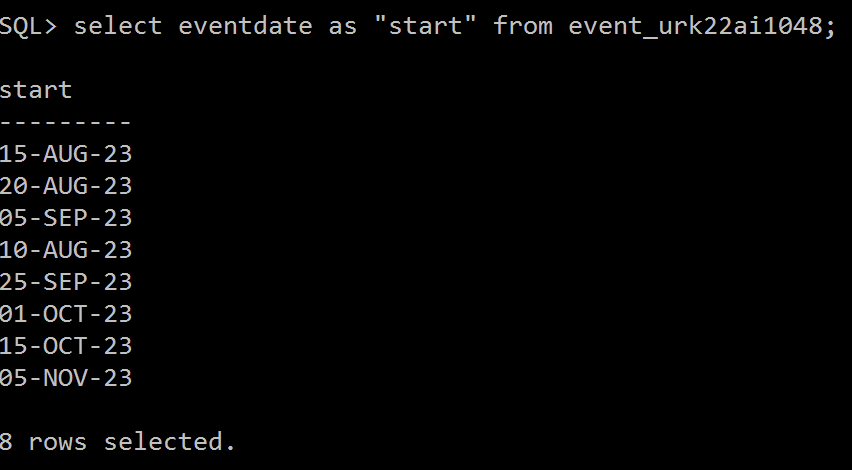 SQL> select eventdate as "start" from event_urk22ai1048;
start
---------
15-AUG-23
20-AUG-23
05-SEP-23
10-AUG-23
25-SEP-23
01-OCT-23
15-OCT-23
05-NOV-23
8 rows selected.